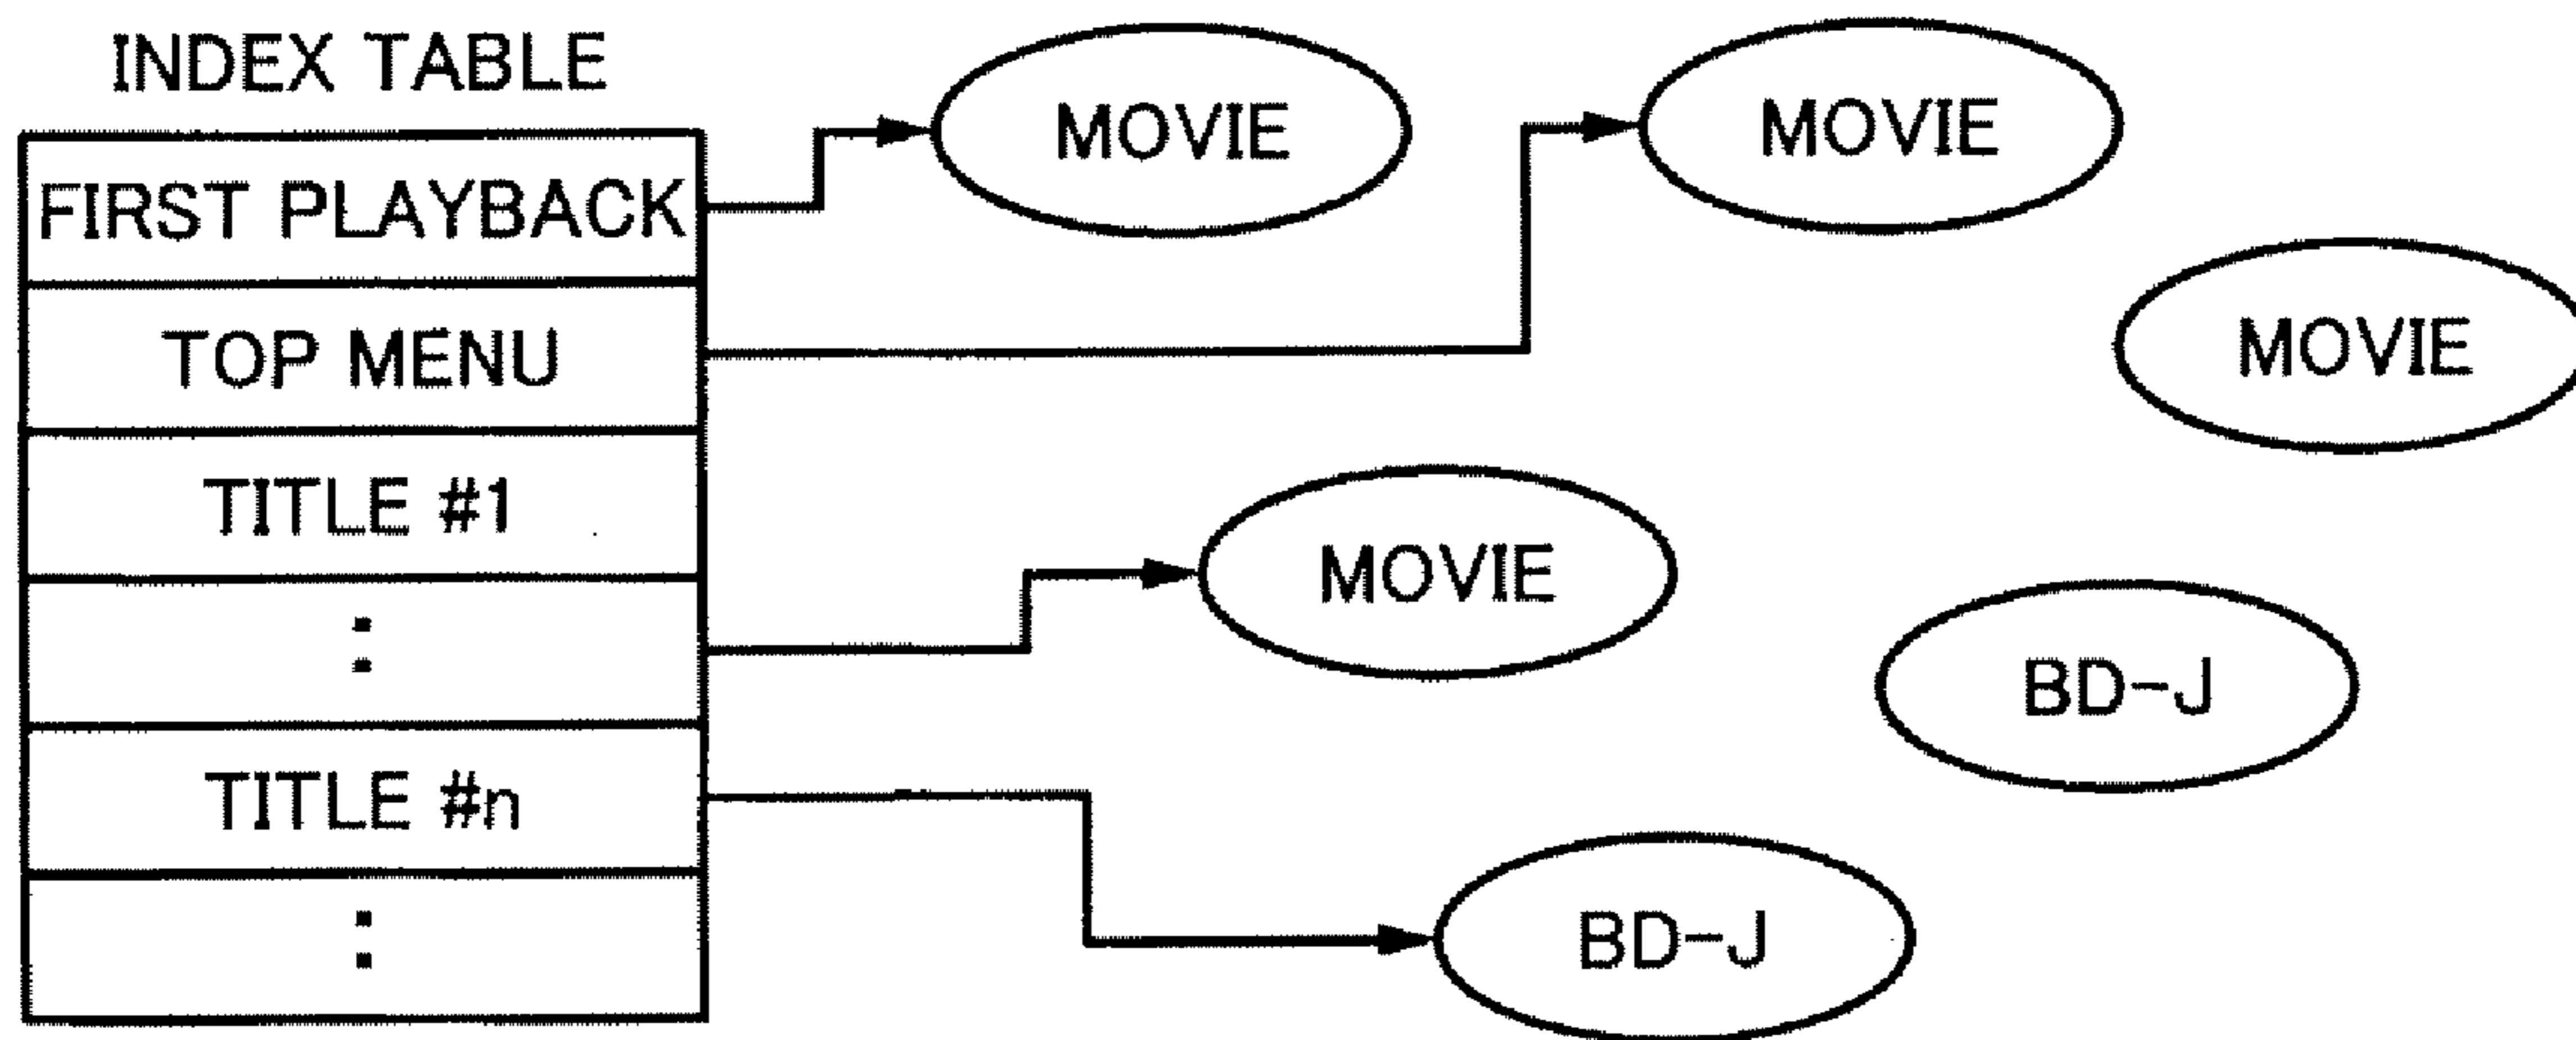 INDEX TABLE
FIRST PLAYBACK
TOP MENU
TITLE #1
:
TITLE #n
:
MOVIE
MOVIE
MOVIE
MOVIE
BD-J
BD-J